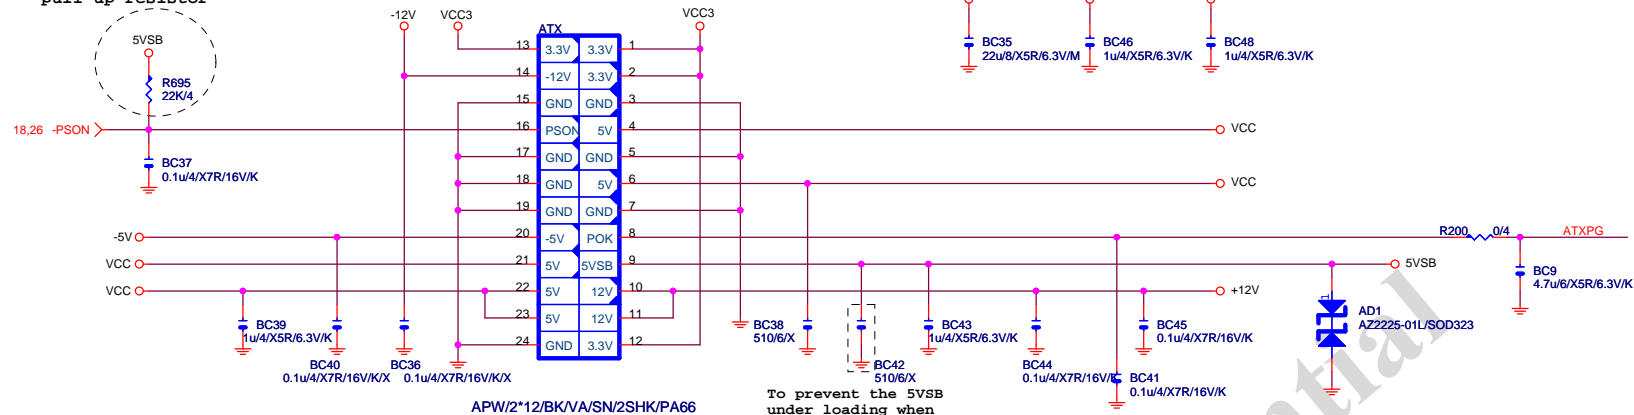 pull up resistor
5VSB
R695
22K/4
18,26 -PSON
BC37
0.1u/4/X7R/16V/K
-12V
VCC3
VCC3
ATX
13 3.3V 3.3V 1
14 -12V 3.3V 2
15 GND GND 3
16 PSON 5V 4
17 GND GND 5
18 GND 5V 6
19 GND GND 7
20 -5V POK 8
21 5V 5VSB 9
22 5V 12V 10
23 5V 12V 11
24 GND 3.3V 12
BC35
22u/8/X5R/6.3V/M
BC46
1u/4/X5R/6.3V/K
BC48
1u/4/X5R/6.3V/K
VCC
VCC
-5V
VCC
VCC
R200 0/4
ATXPG
5VSB
+12V
BC9
4.7u/6/X5R/6.3V/K
1
AD1
AZ2225-01L/SOD323
BC39
1u/4/X5R/6.3V/K
BC40
0.1u/4/X7R/16V/K/X
BC36
0.1u/4/X7R/16V/K/X
BC38
510/6/X
BC42
510/6/X
BC43
1u/4/X5R/6.3V/K
BC44
0.1u/4/X7R/16V/K
BC45
0.1u/4/X7R/16V/K
BC41
0.1u/4/X7R/16V/K
APW/2*12/BK/VA/SN/2SHK/PA66
To prevent the 5VSB
under loading when
ntial